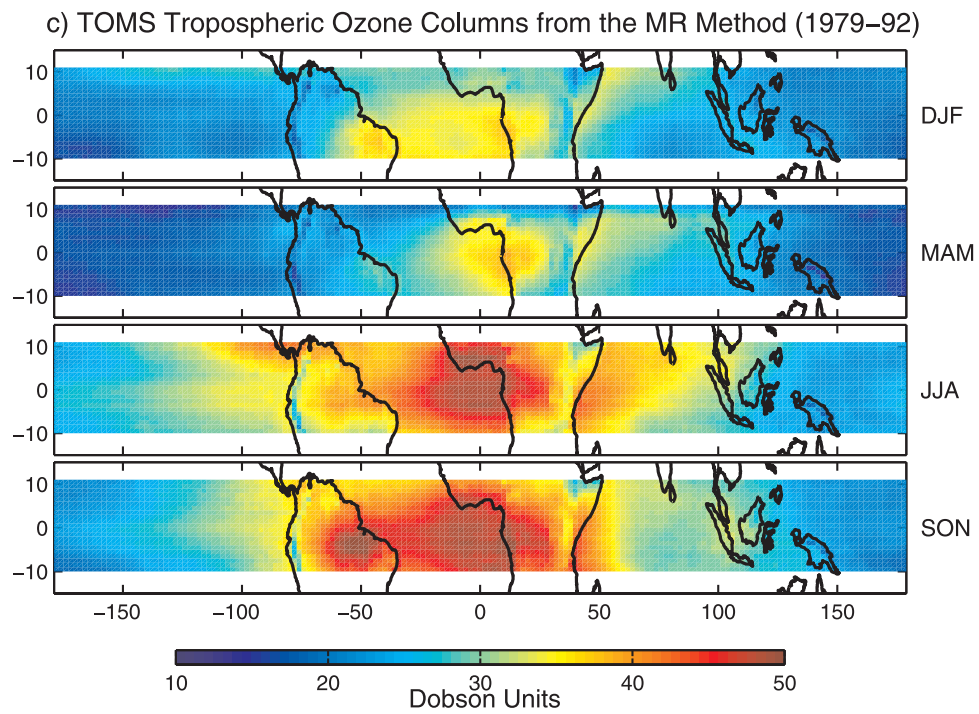 c) TOMS Tropospheric Ozone Columns from the MR Method (1979–92)
10
0
−10
DJF
10
0
−10
MAM
10
0
−10
JJA
10
0
−10
SON
−150 −100 −50 0 50 100 150
10 20 30 40 50
Dobson Units